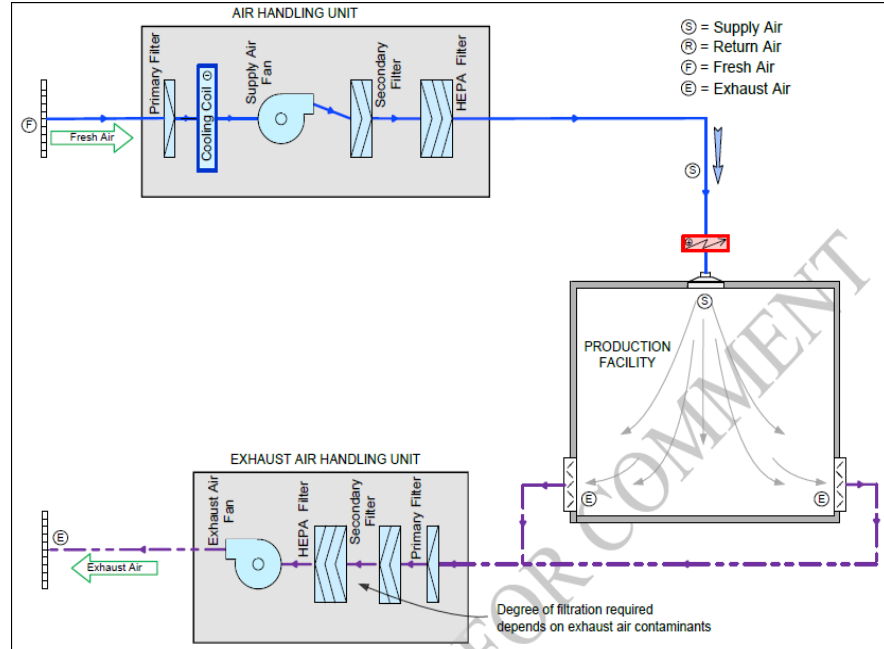 AIR HANDLING UNIT
Ⓢ = Supply Air
Ⓡ = Return Air
Ⓕ = Fresh Air
Ⓔ = Exhaust Air
Primary Filter
Cooling Coil
Supply Air
Fan
Secondary
Filter
HEPA Filter
Ⓕ
Fresh Air
Ⓢ
Ⓢ
PRODUCTION
FACILITY
Ⓔ
Ⓔ
EXHAUST AIR HANDLING UNIT
Exhaust Air
Fan
HEPA Filter
Secondary
Filter
Primary Filter
Ⓔ
Exhaust Air
Degree of filtration required
depends on exhaust air contaminants
FOR COMMENT